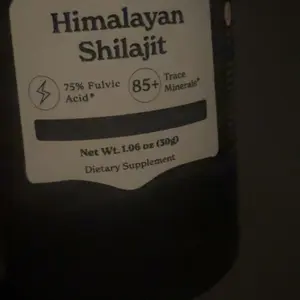 Himalayan
Shilajit
75% Fulvic
Acid*
85+
Trace
Minerals*
Net Wt. 1.06 oz (30g)
Dietary Supplement